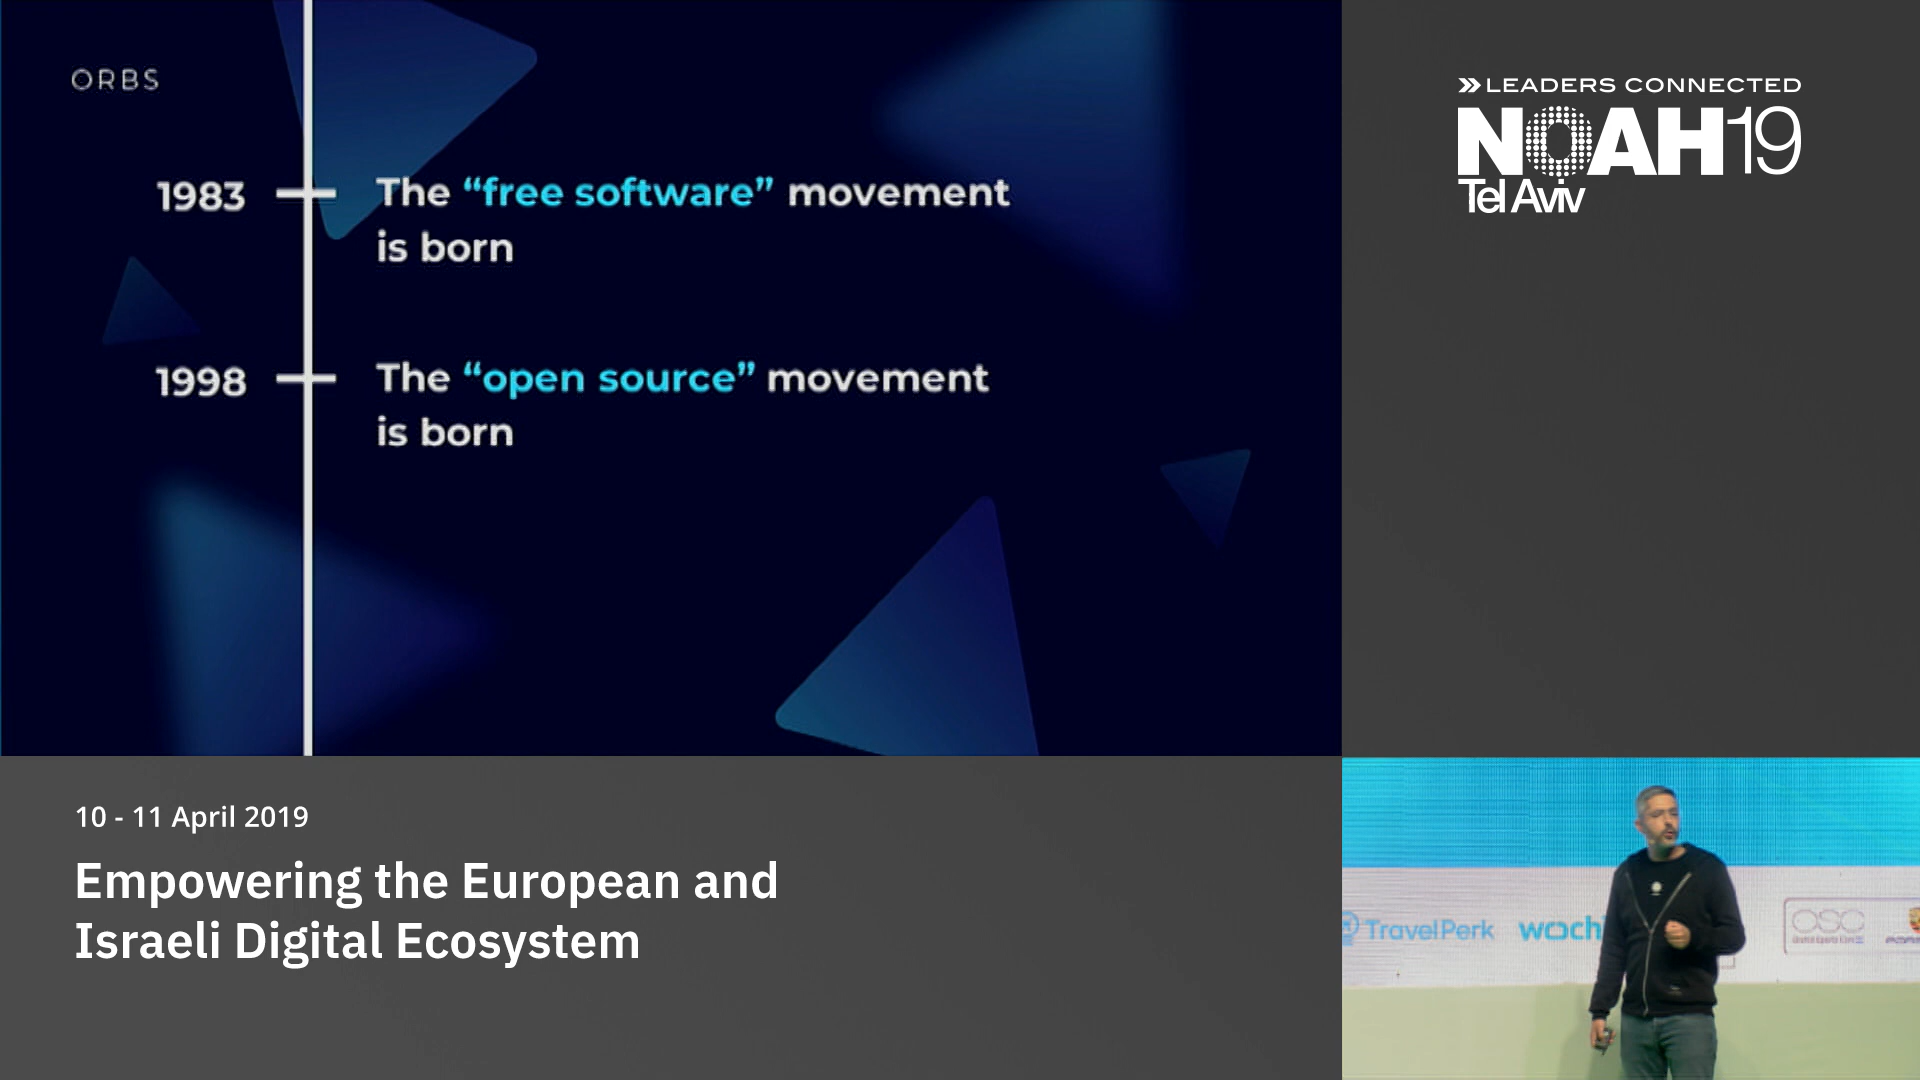 ORBS
1983
The “free software” movement
is born
1998
The “open source” movement
is born
LEADERS CONNECTED
NOAH19
Tel Aviv
10 - 11 April 2019
Empowering the European and
Israeli Digital Ecosystem
TravelPerk